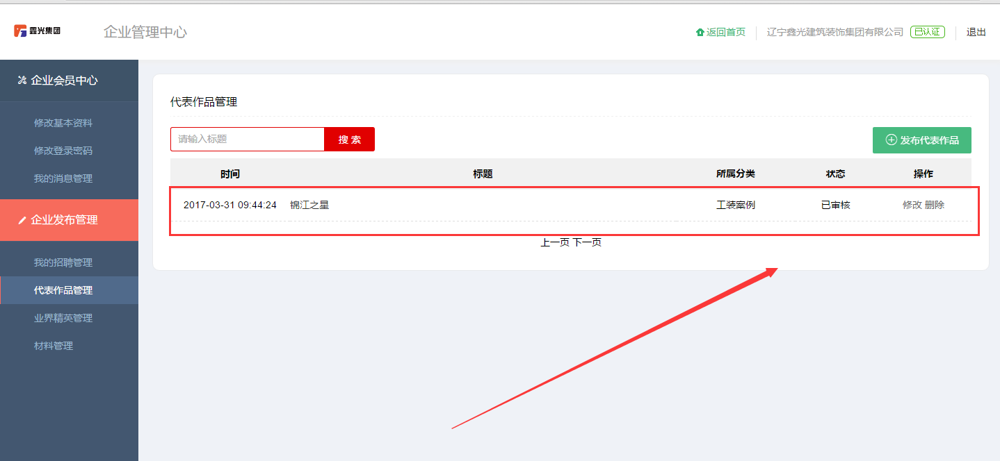 鑫光集团 企业管理中心 返回首页 辽宁鑫光建筑装饰集团有限公司 已认证 退出
企业会员中心
修改基本资料
修改登录密码
我的消息管理
企业发布管理
我的招聘管理
代表作品管理
业界精英管理
材料管理
代表作品管理
请输入标题 搜 索 发布代表作品
时间 标题 所属分类 状态 操作
2017-03-31 09:44:24 锦江之星 工装案例 已审核 修改 删除
上一页 下一页